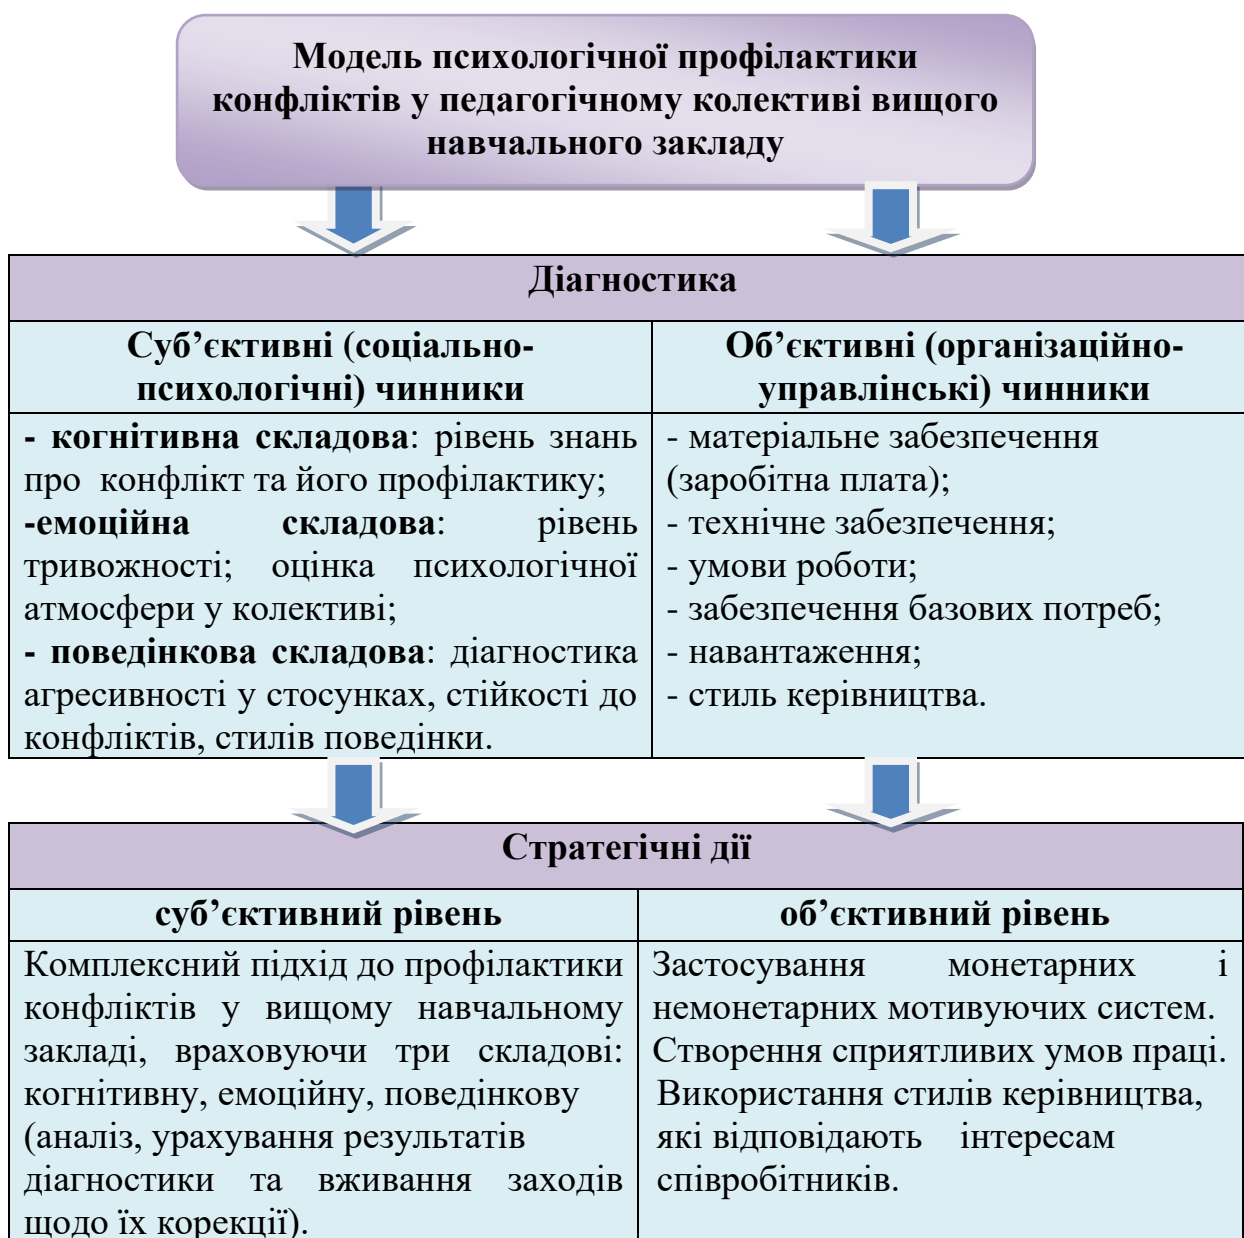 Модель психологічної профілактики
конфліктів у педагогічному колективі вищого
навчального закладу
Діагностика
Суб’єктивні (соціально-
психологічні) чинники
- когнітивна складова: рівень знань
про конфлікт та його профілактику;
-емоційна складова: рівень
тривожності; оцінка психологічної
атмосфери у колективі;
- поведінкова складова: діагностика
агресивності у стосунках, стійкості до
конфліктів, стилів поведінки.
Об’єктивні (організаційно-
управлінські) чинники
- матеріальне забезпечення
(заробітна плата);
- технічне забезпечення;
- умови роботи;
- забезпечення базових потреб;
- навантаження;
- стиль керівництва.
Стратегічні дії
суб’єктивний рівень
Комплексний підхід до профілактики
конфліктів у вищому навчальному
закладі, враховуючи три складові:
когнітивну, емоційну, поведінкову
(аналіз, урахування результатів
діагностики та вживання заходів
щодо їх корекції).
об’єктивний рівень
Застосування монетарних і
немонетарних мотивуючих систем.
Створення сприятливих умов праці.
Використання стилів керівництва,
які відповідають інтересам
співробітників.